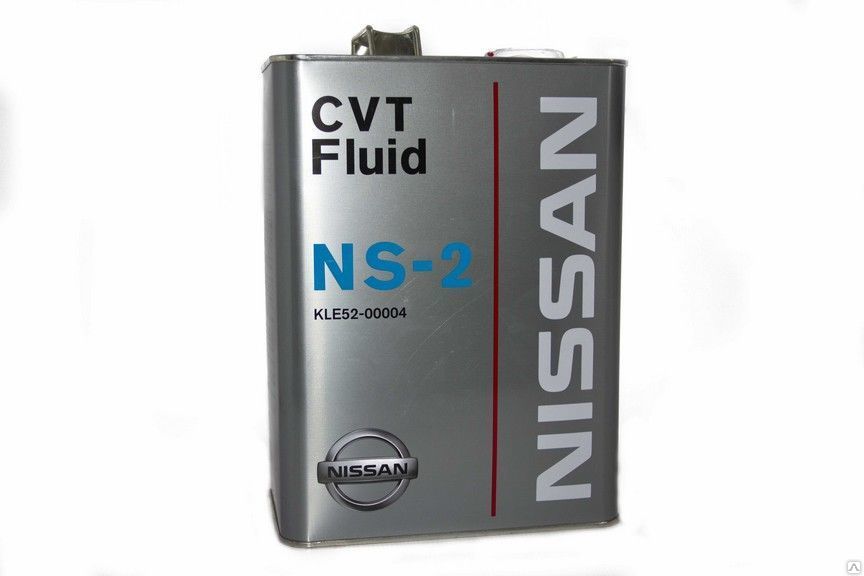 CVT
Fluid
NS-2
KLE52-00004
NISSAN
NISSAN